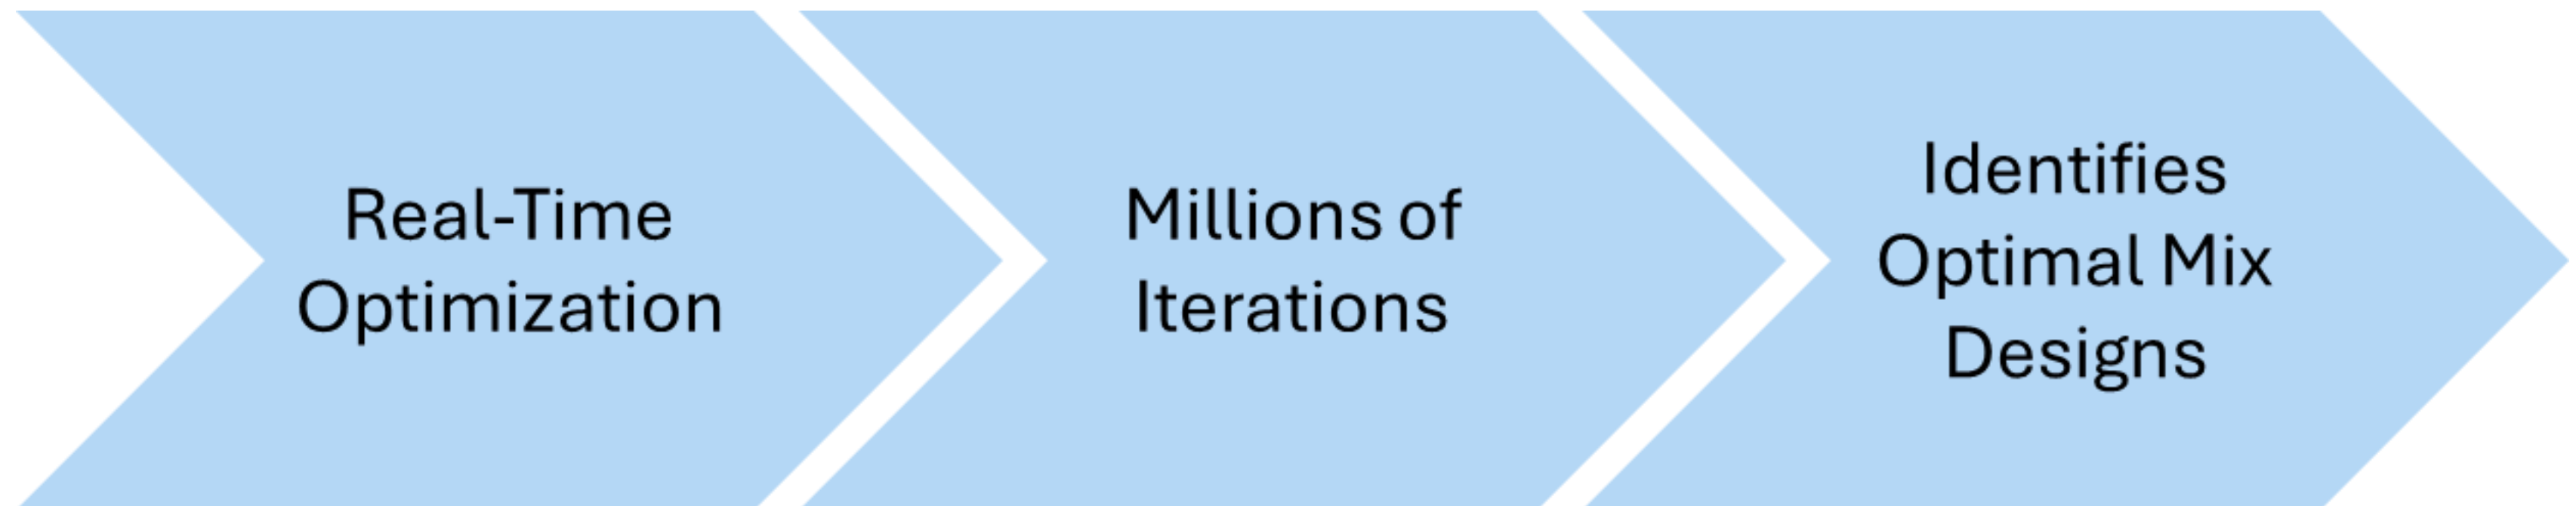 Real-Time
Optimization
Millions of
Iterations
Identifies
Optimal Mix
Designs